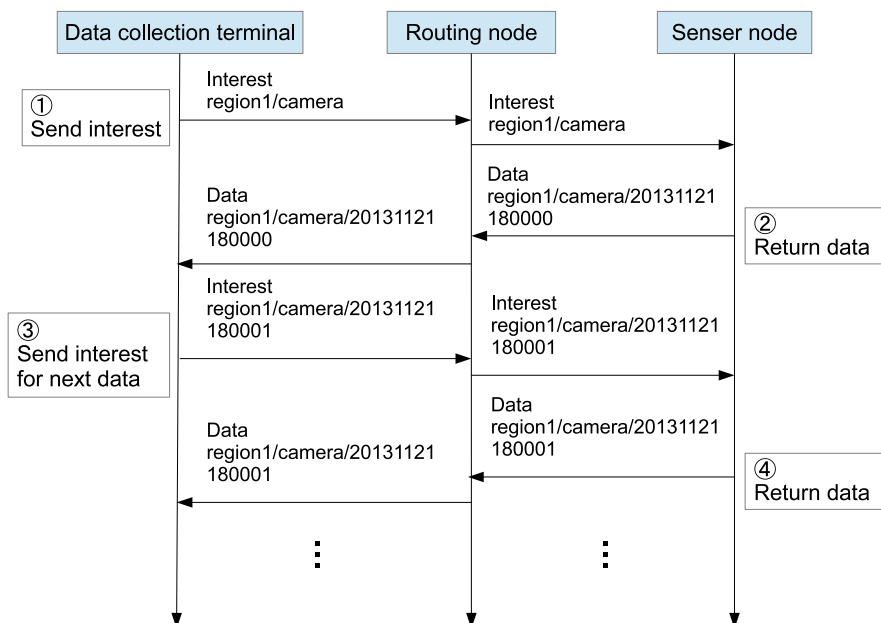 Data collection terminal
Routing node
Senser node
Interest
region1/camera
①
Send interest
Interest
region1/camera
Data
region1/camera/20131121
180000
Data
region1/camera/20131121
180000
②
Return data
Interest
region1/camera/20131121
180001
Interest
region1/camera/20131121
180001
③
Send interest
for next data
Data
region1/camera/20131121
180001
Data
region1/camera/20131121
180001
④
Return data